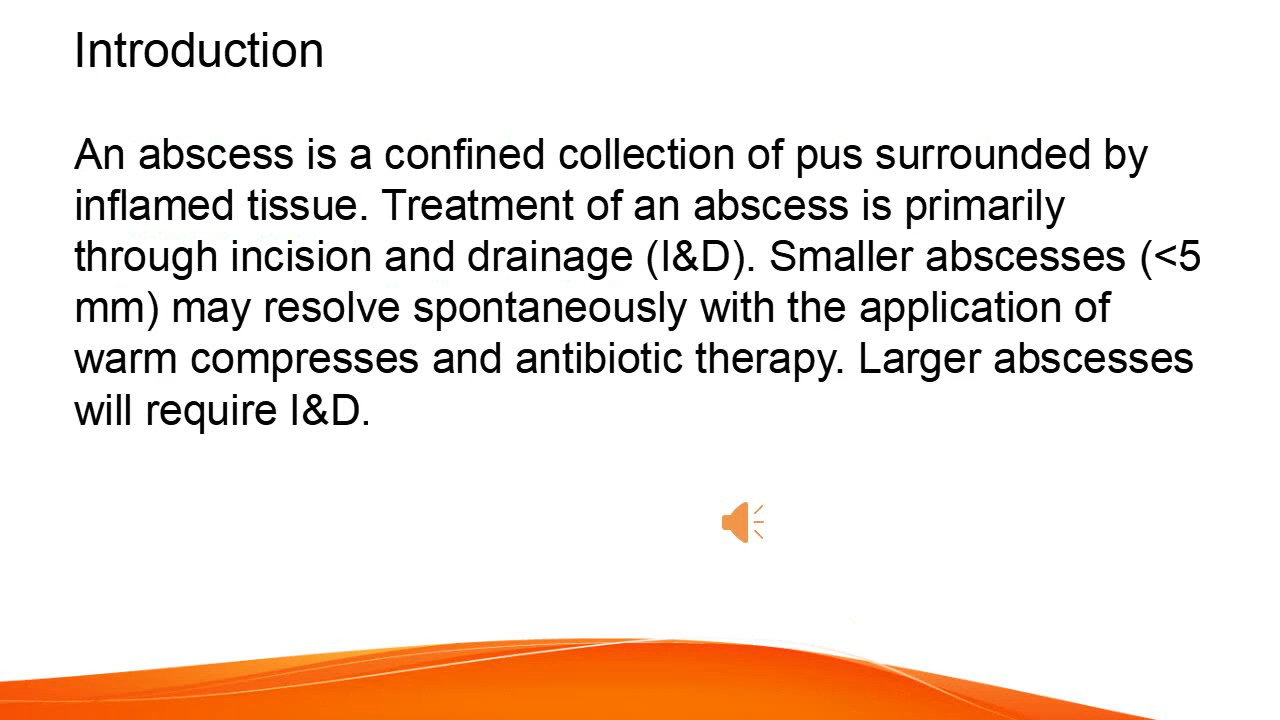 Introduction
An abscess is a confined collection of pus surrounded by
inflamed tissue. Treatment of an abscess is primarily
through incision and drainage (I&D). Smaller abscesses (<5
mm) may resolve spontaneously with the application of
warm compresses and antibiotic therapy. Larger abscesses
will require I&D.